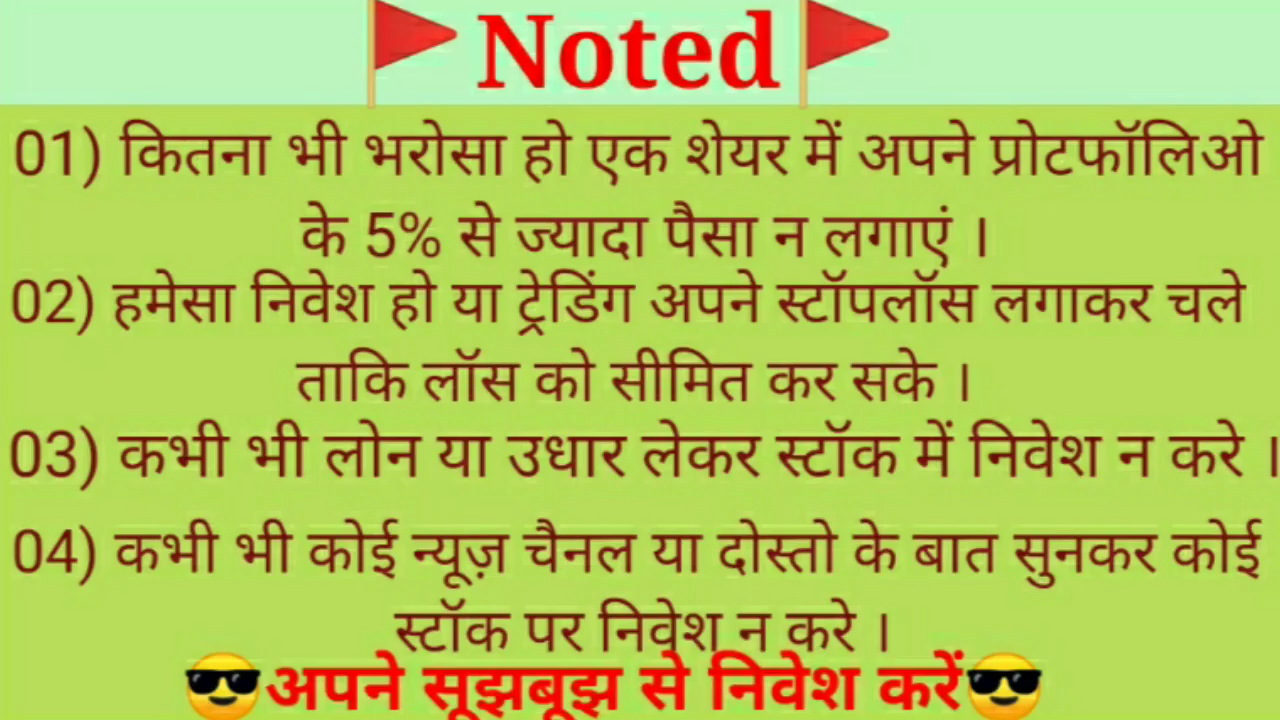 🚩Noted🚩
01) कितना भी भरोसा हो एक शेयर में अपने प्रोटफॉलिओ
के 5% से ज्यादा पैसा न लगाएं ।
02) हमेसा निवेश हो या ट्रेडिंग अपने स्टॉपलॉस लगाकर चले
ताकि लॉस को सीमित कर सके ।
03) कभी भी लोन या उधार लेकर स्टॉक में निवेश न करे ।
04) कभी भी कोई न्यूज़ चैनल या दोस्तो के बात सुनकर कोई
स्टॉक पर निवेश न करे ।
😎अपने सूझबूझ से निवेश करें😎